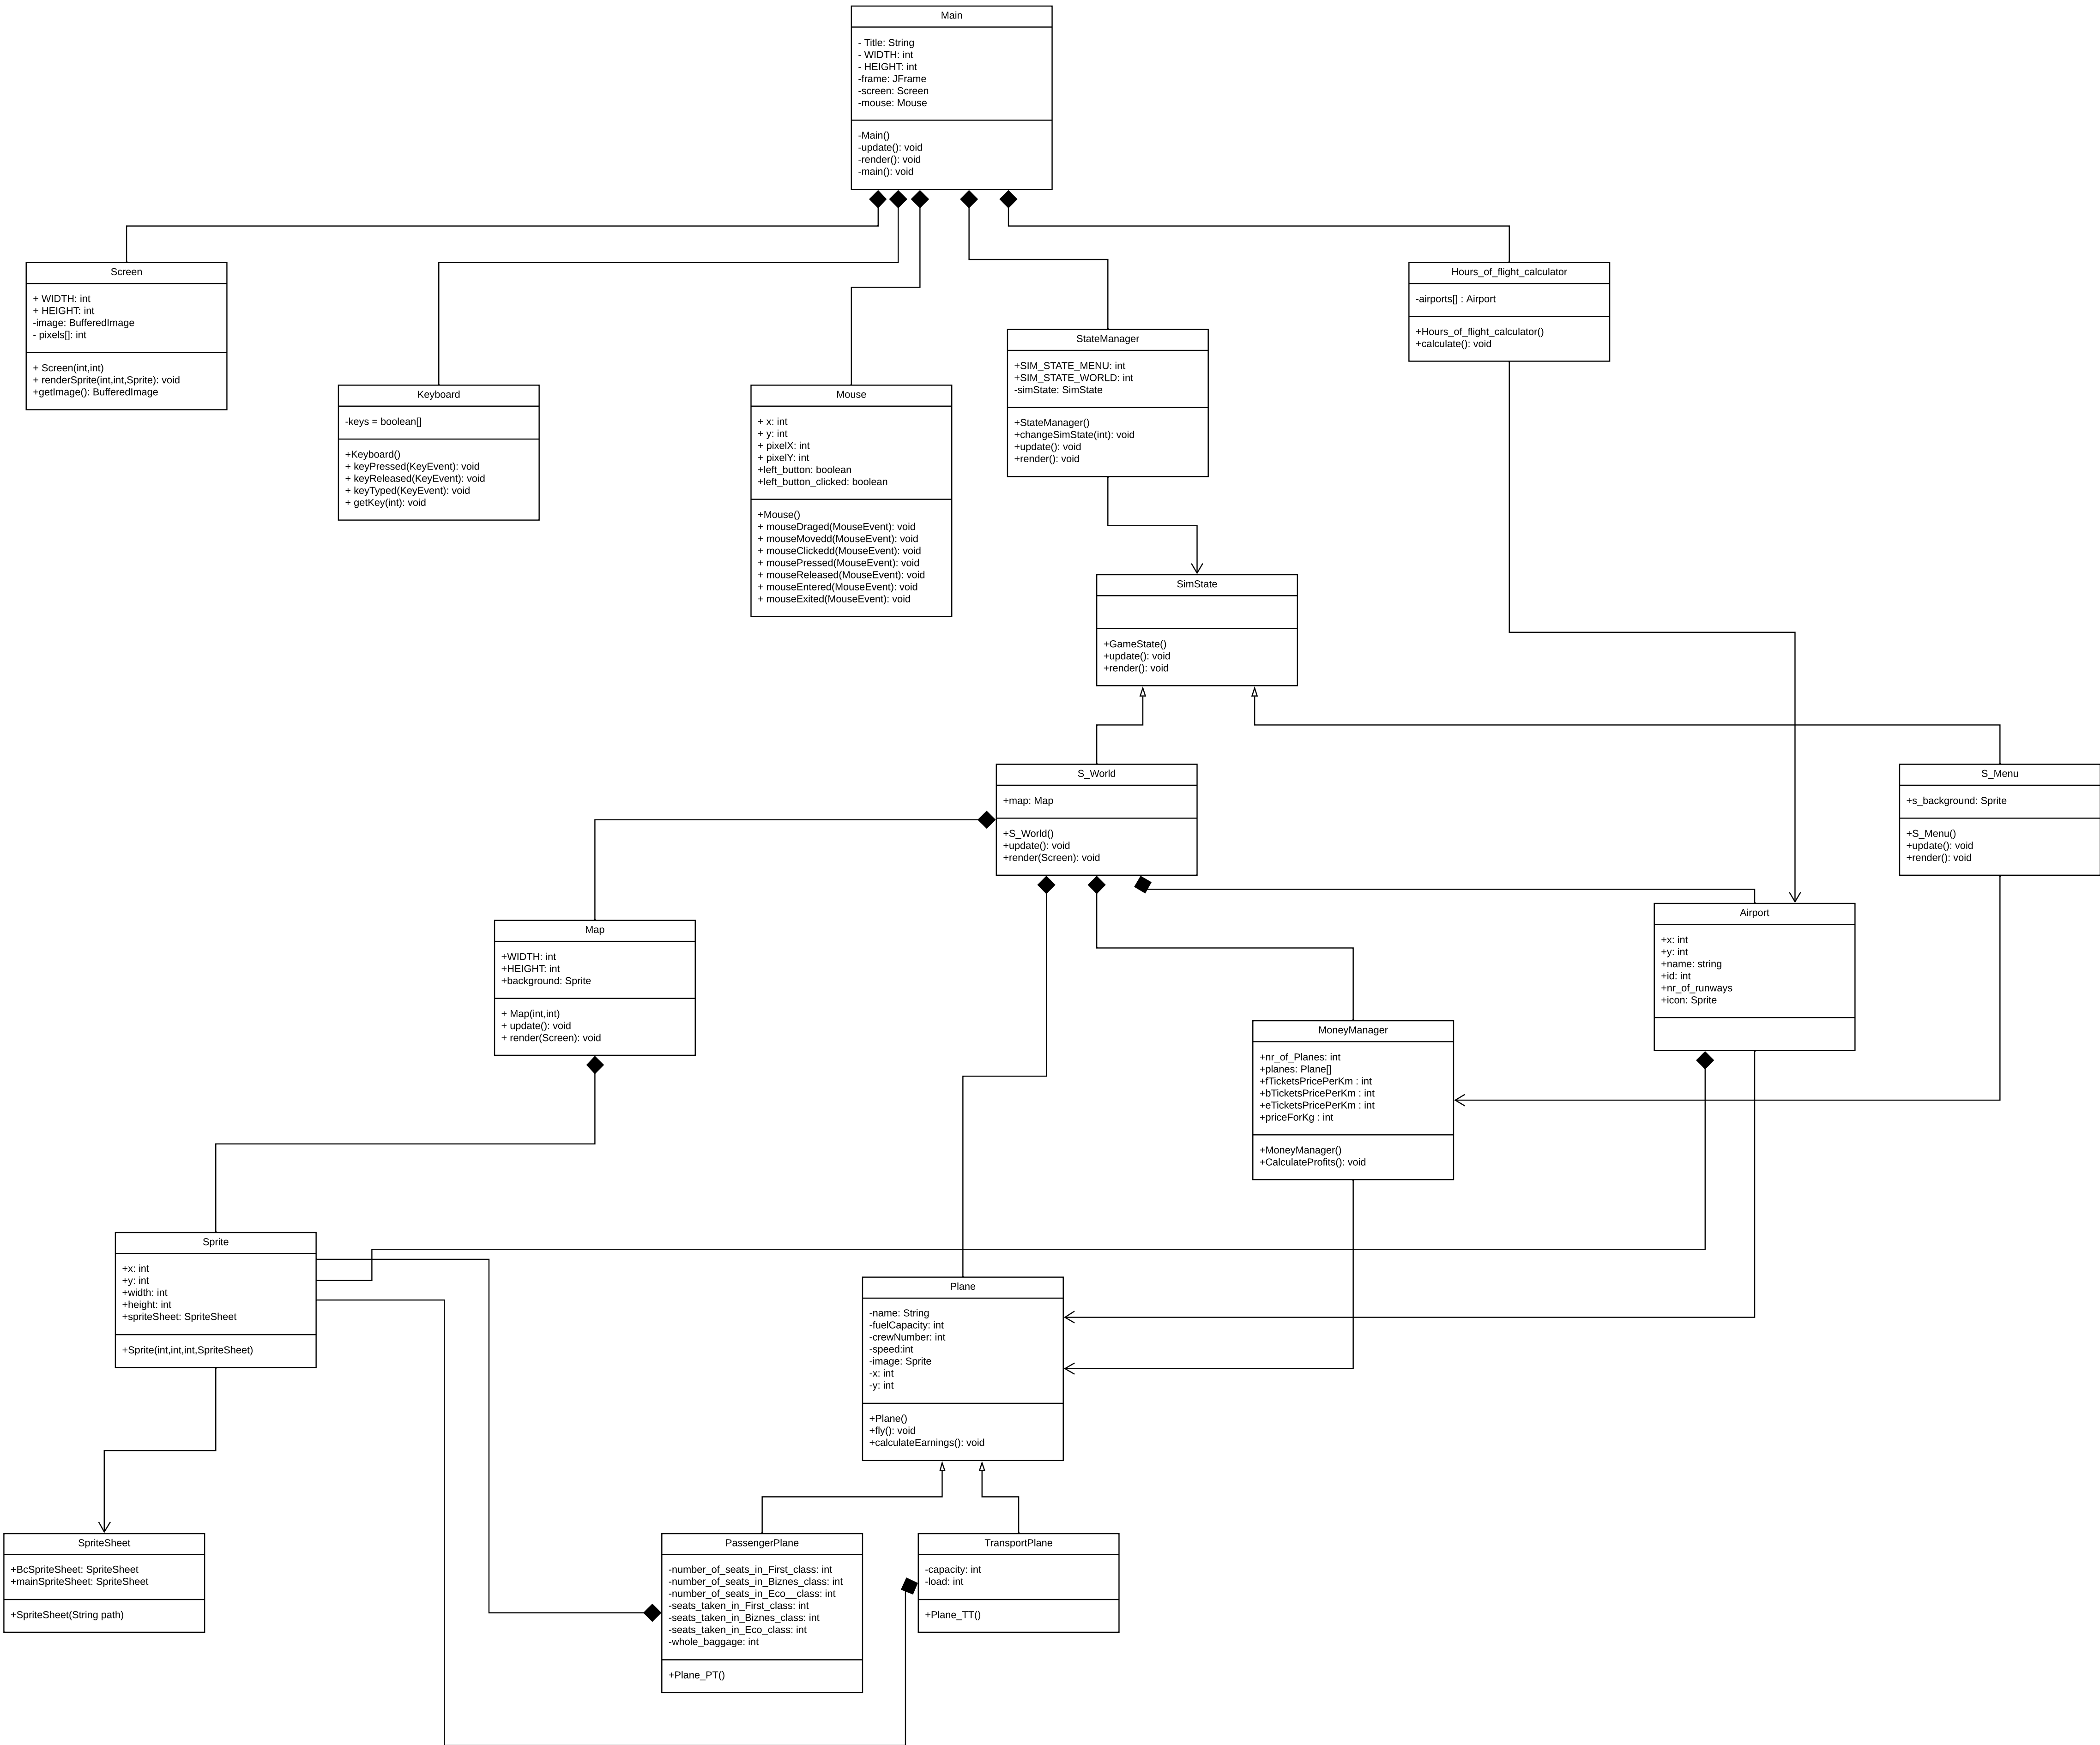 Main
- Title: String
- WIDTH: int
- HEIGHT: int
-frame: JFrame
-screen: Screen
-mouse: Mouse
-Main()
-update(): void
-render(): void
-main(): void
Screen
+ WIDTH: int
+ HEIGHT: int
-image: BufferedImage
- pixels[]: int
+ Screen(int,int)
+ renderSprite(int,int,Sprite): void
+getImage(): BufferedImage
Hours_of_flight_calculator
-airports[] : Airport
+Hours_of_flight_calculator()
+calculate(): void
StateManager
+SIM_STATE_MENU: int
+SIM_STATE_WORLD: int
-simState: SimState
+StateManager()
+changeSimState(int): void
+update(): void
+render(): void
Keyboard
-keys = boolean[]
+Keyboard()
+ keyPressed(KeyEvent): void
+ keyReleased(KeyEvent): void
+ keyTyped(KeyEvent): void
+ getKey(int): void
Mouse
+ x: int
+ y: int
+ pixelX: int
+ pixelY: int
+left_button: boolean
+left_button_clicked: boolean
+Mouse()
+ mouseDraged(MouseEvent): void
+ mouseMovedd(MouseEvent): void
+ mouseClickedd(MouseEvent): void
+ mousePressed(MouseEvent): void
+ mouseReleased(MouseEvent): void
+ mouseEntered(MouseEvent): void
+ mouseExited(MouseEvent): void
SimState
+GameState()
+update(): void
+render(): void
S_World
+map: Map
+S_World()
+update(): void
+render(Screen): void
S_Menu
+s_background: Sprite
+S_Menu()
+update(): void
+render(): void
Airport
+x: int
+y: int
+name: string
+id: int
+nr_of_runways
+icon: Sprite
Map
+WIDTH: int
+HEIGHT: int
+background: Sprite
+ Map(int,int)
+ update(): void
+ render(Screen): void
MoneyManager
+nr_of_Planes: int
+planes: Plane[]
+fTicketsPricePerKm : int
+bTicketsPricePerKm : int
+eTicketsPricePerKm : int
+priceForKg : int
+MoneyManager()
+CalculateProfits(): void
Sprite
+x: int
+y: int
+width: int
+height: int
+spriteSheet: SpriteSheet
+Sprite(int,int,int,SpriteSheet)
Plane
-name: String
-fuelCapacity: int
-crewNumber: int
-speed:int
-image: Sprite
-x: int
-y: int
+Plane()
+fly(): void
+calculateEarnings(): void
SpriteSheet
+BcSpriteSheet: SpriteSheet
+mainSpriteSheet: SpriteSheet
+SpriteSheet(String path)
PassengerPlane
-number_of_seats_in_First_class: int
-number_of_seats_in_Biznes_class: int
-number_of_seats_in_Eco__class: int
-seats_taken_in_First_class: int
-seats_taken_in_Biznes_class: int
-seats_taken_in_Eco_class: int
-whole_baggage: int
+Plane_PT()
TransportPlane
-capacity: int
-load: int
+Plane_TT()